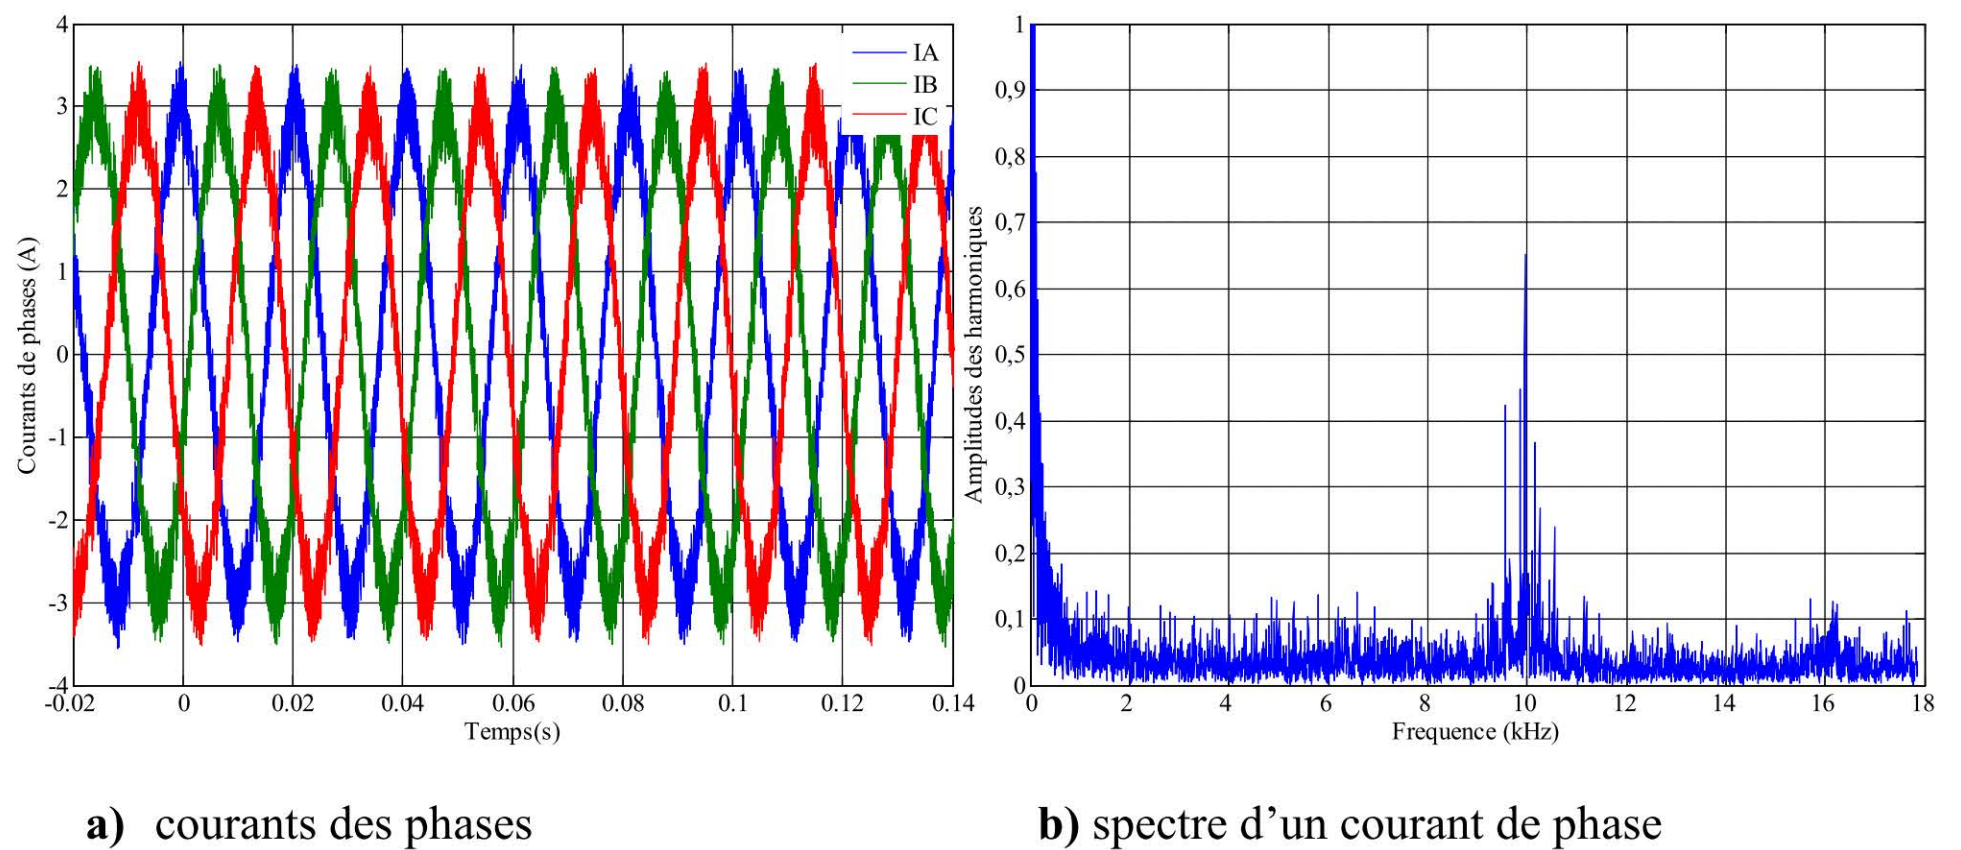 4
3
2
1
0
-1
-2
-3
-4
-0.02 0 0.02 0.04 0.06 0.08 0.1 0.12 0.14
Temps(s)
Courants de phases (A)
IA
IB
IC
1
0,9
0,8
0,7
0,6
0,5
0,4
0,3
0,2
0,1
0
0 2 4 6 8 10 12 14 16 18
Frequence (kHz)
Amplitudes des harmoniques
a) courants des phases
b) spectre d’un courant de phase